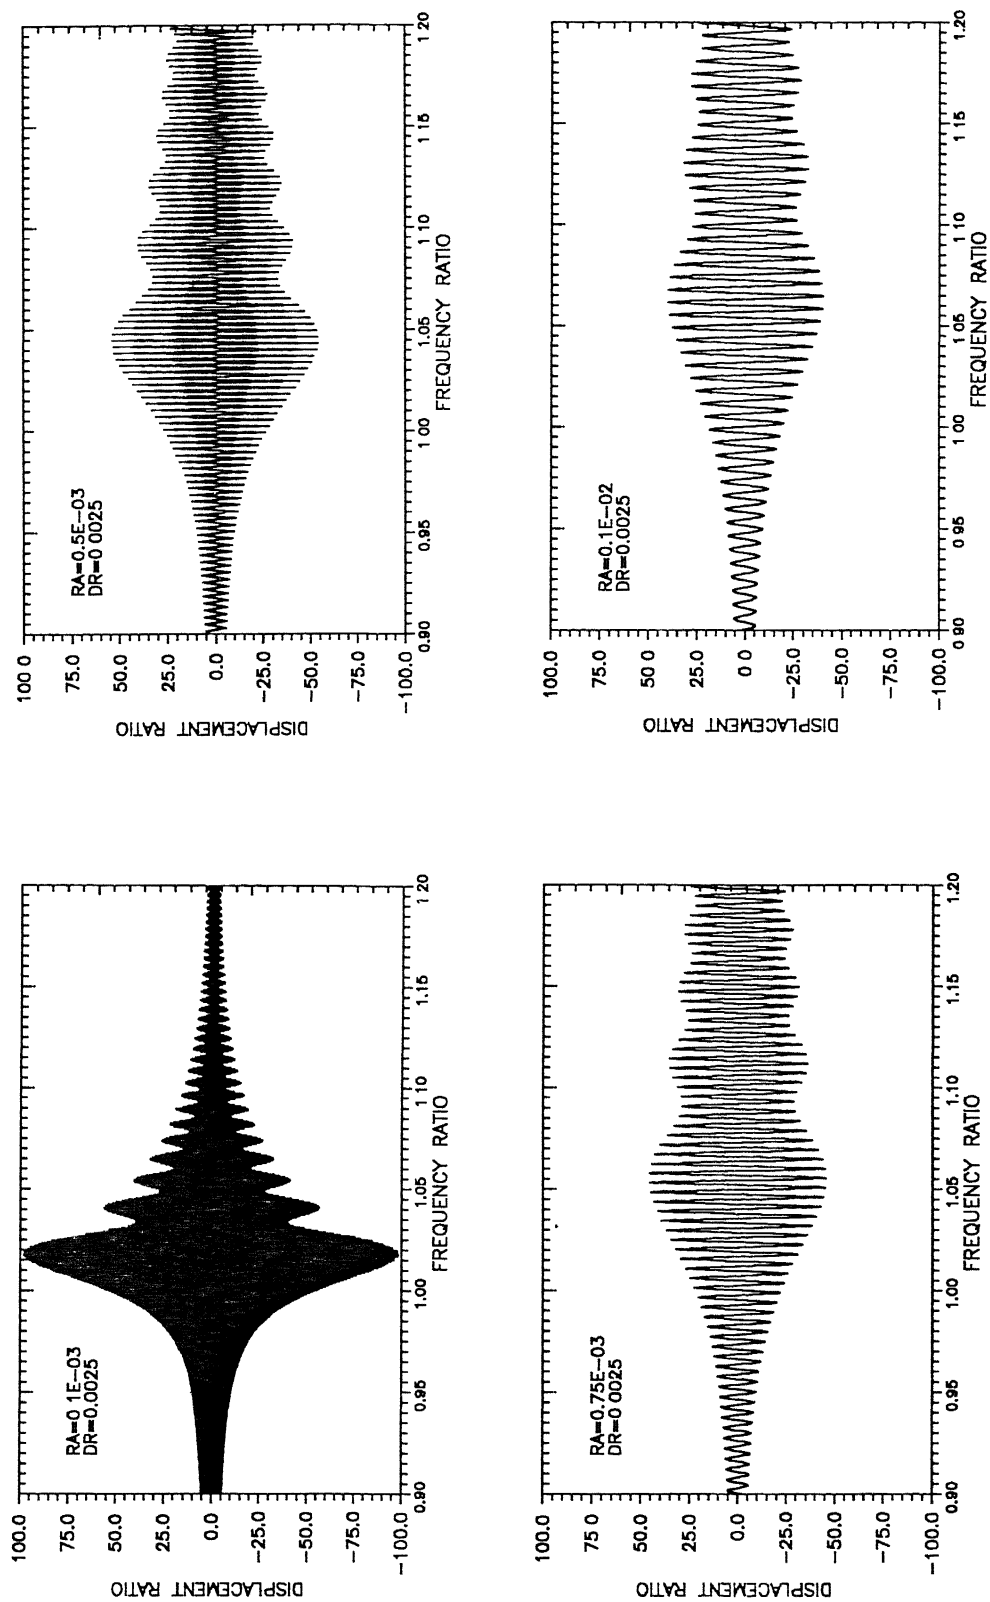 100.0
75.0
50.0
25.0
0.0
-25.0
-50.0
-75.0
-100.0
DISPLACEMENT RATIO
RA=0 1E-03
DR=0.0025
0.90 0.95 1.00 1.05 1 10 1.15 1.20
FREQUENCY RATIO
100.0
75.0
50.0
25.0
0.0
-25.0
-50.0
-75.0
-100.0
DISPLACEMENT RATIO
RA=0.5E-03
DR=0 0025
0.90 0.95 1.00 1.05 1 10 1.15 1.20
FREQUENCY RATIO
100.0
75.0
50.0
25.0
0.0
-25.0
-50.0
-75.0
-100.0
DISPLACEMENT RATIO
RA=0.75E-03
DR=0 0025
0.90 0.95 1.00 1.05 1.10 1.15 1.20
FREQUENCY RATIO
100.0
75.0
50 0
25.0
0.0
-25.0
-50.0
-75.0
-100.0
DISPLACEMENT RATIO
RA=0.1E-02
DR=0.0025
0.90 0.95 1.00 1.05 1.10 1.15 1.20
FREQUENCY RATIO